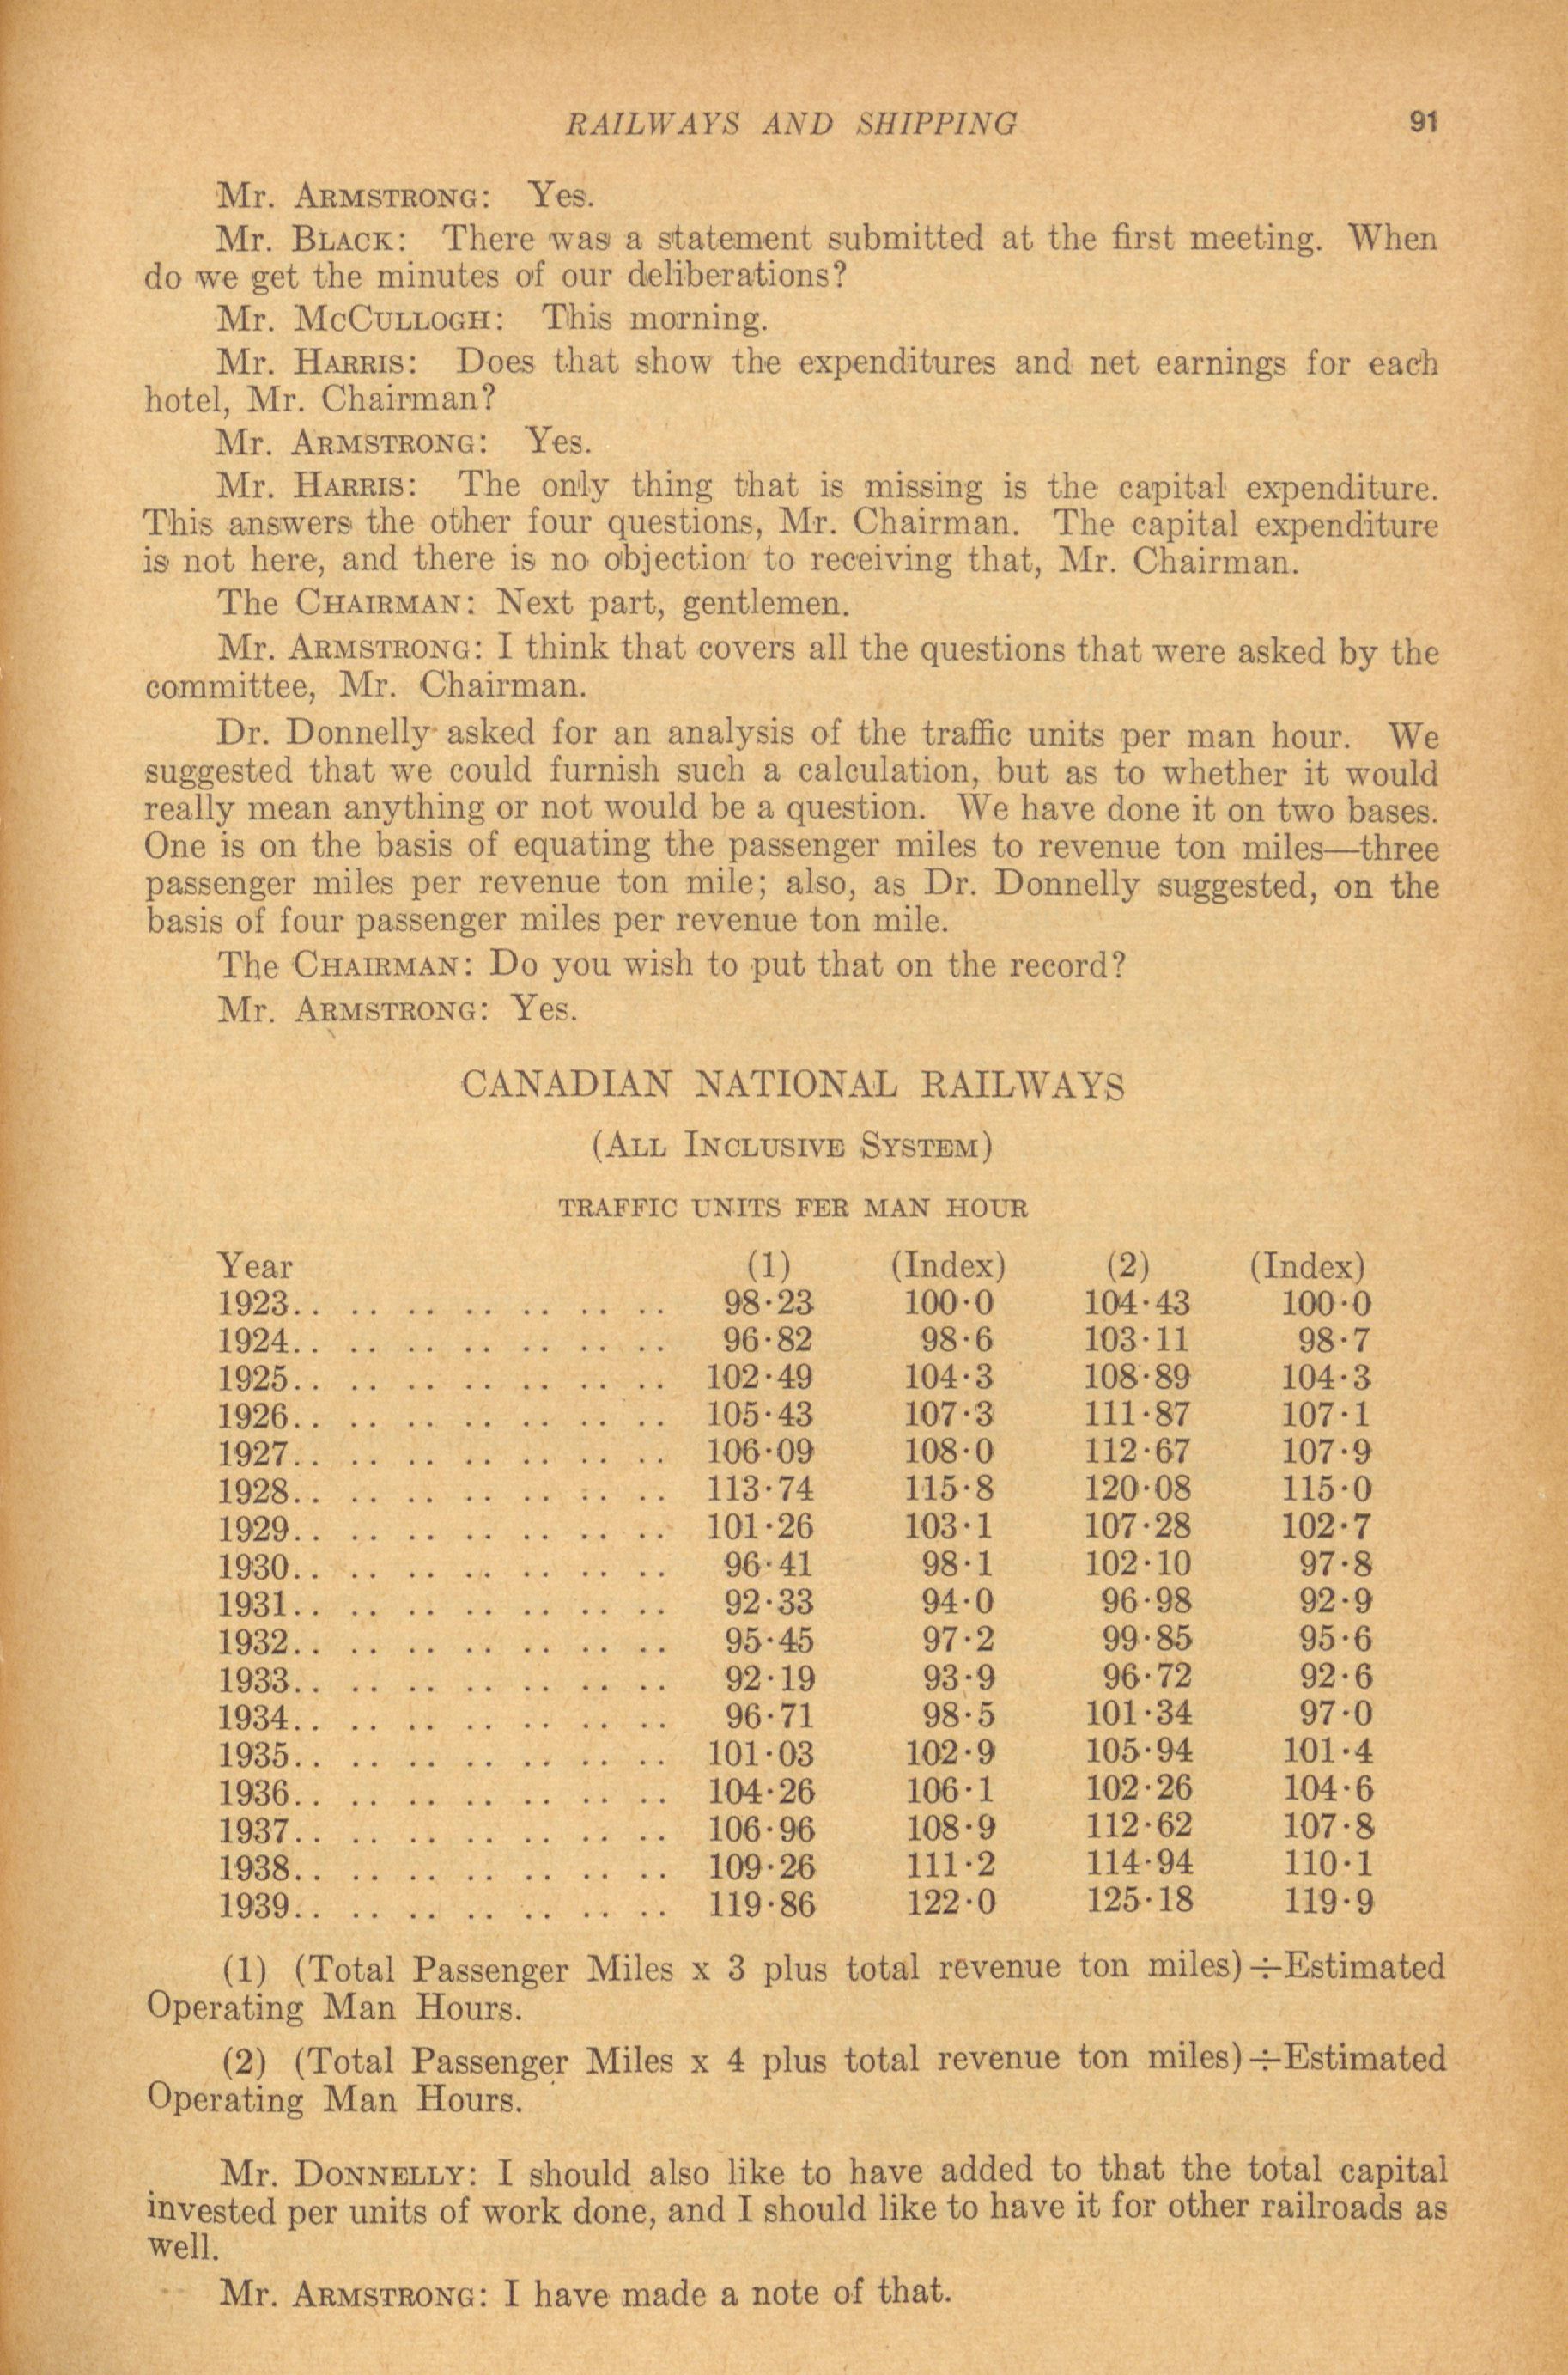 RAILWAYS AND SHIPPING 91
Mr. ARMSTRONG: Yes.
Mr. BLACK: There was a statement submitted at the first meeting. When
do we get the minutes of our deliberations?
Mr. MCCULLOGH: This morning.
Mr. HARRIS: Does that show the expenditures and net earnings for each
hotel, Mr. Chairman?
Mr. ARMSTRONG: Yes.
Mr. HARRIS: The only thing that is missing is the capital expenditure.
This answers the other four questions, Mr. Chairman. The capital expenditure
is not here, and there is no objection to receiving that, Mr. Chairman.
The CHAIRMAN: Next part, gentlemen.
Mr. ARMSTRONG: I think that covers all the questions that were asked by the
committee, Mr. Chairman.
Dr. Donnelly asked for an analysis of the traffic units per man hour. We
suggested that we could furnish such a calculation, but as to whether it would
really mean anything or not would be a question. We have done it on two bases.
One is on the basis of equating the passenger miles to revenue ton miles—three
passenger miles per revenue ton mile; also, as Dr. Donnelly suggested, on the
basis of four passenger miles per revenue ton mile.
The CHAIRMAN: Do you wish to put that on the record?
Mr. ARMSTRONG: Yes.
CANADIAN NATIONAL RAILWAYS
(ALL INCLUSIVE SYSTEM)
TRAFFIC UNITS FER MAN HOUR
Year (1) (Index) (2) (Index)
1923.. .. .. .. .. .. .. 98·23 100·0 104·43 100·0
1924.. .. .. .. .. .. .. 96·82 98·6 103·11 98·7
1925.. .. .. .. .. .. .. 102·49 104·3 108·89 104·3
1926.. .. .. .. .. .. .. 105·43 107·3 111·87 107·1
1927.. .. .. .. .. .. .. 106·09 108·0 112·67 107·9
1928.. .. .. .. .. .. .. 113·74 115·8 120·08 115·0
1929.. .. .. .. .. .. .. 101·26 103·1 107·28 102·7
1930.. .. .. .. .. .. .. 96·41 98·1 102·10 97·8
1931.. .. .. .. .. .. .. 92·33 94·0 96·98 92·9
1932.. .. .. .. .. .. .. 95·45 97·2 99·85 95·6
1933.. .. .. .. .. .. .. 92·19 93·9 96·72 92·6
1934.. .. .. .. .. .. .. 96·71 98·5 101·34 97·0
1935.. .. .. .. .. .. .. 101·03 102·9 105·94 101·4
1936.. .. .. .. .. .. .. 104·26 106·1 102·26 104·6
1937.. .. .. .. .. .. .. 106·96 108·9 112·62 107·8
1938.. .. .. .. .. .. .. 109·26 111·2 114·94 110·1
1939.. .. .. .. .. .. .. 119·86 122·0 125·18 119·9
(1) (Total Passenger Miles x 3 plus total revenue ton miles)÷Estimated
Operating Man Hours.
(2) (Total Passenger Miles x 4 plus total revenue ton miles)÷Estimated
Operating Man Hours.
Mr. DONNELLY: I should also like to have added to that the total capital
invested per units of work done, and I should like to have it for other railroads as
well.
Mr. ARMSTRONG: I have made a note of that.